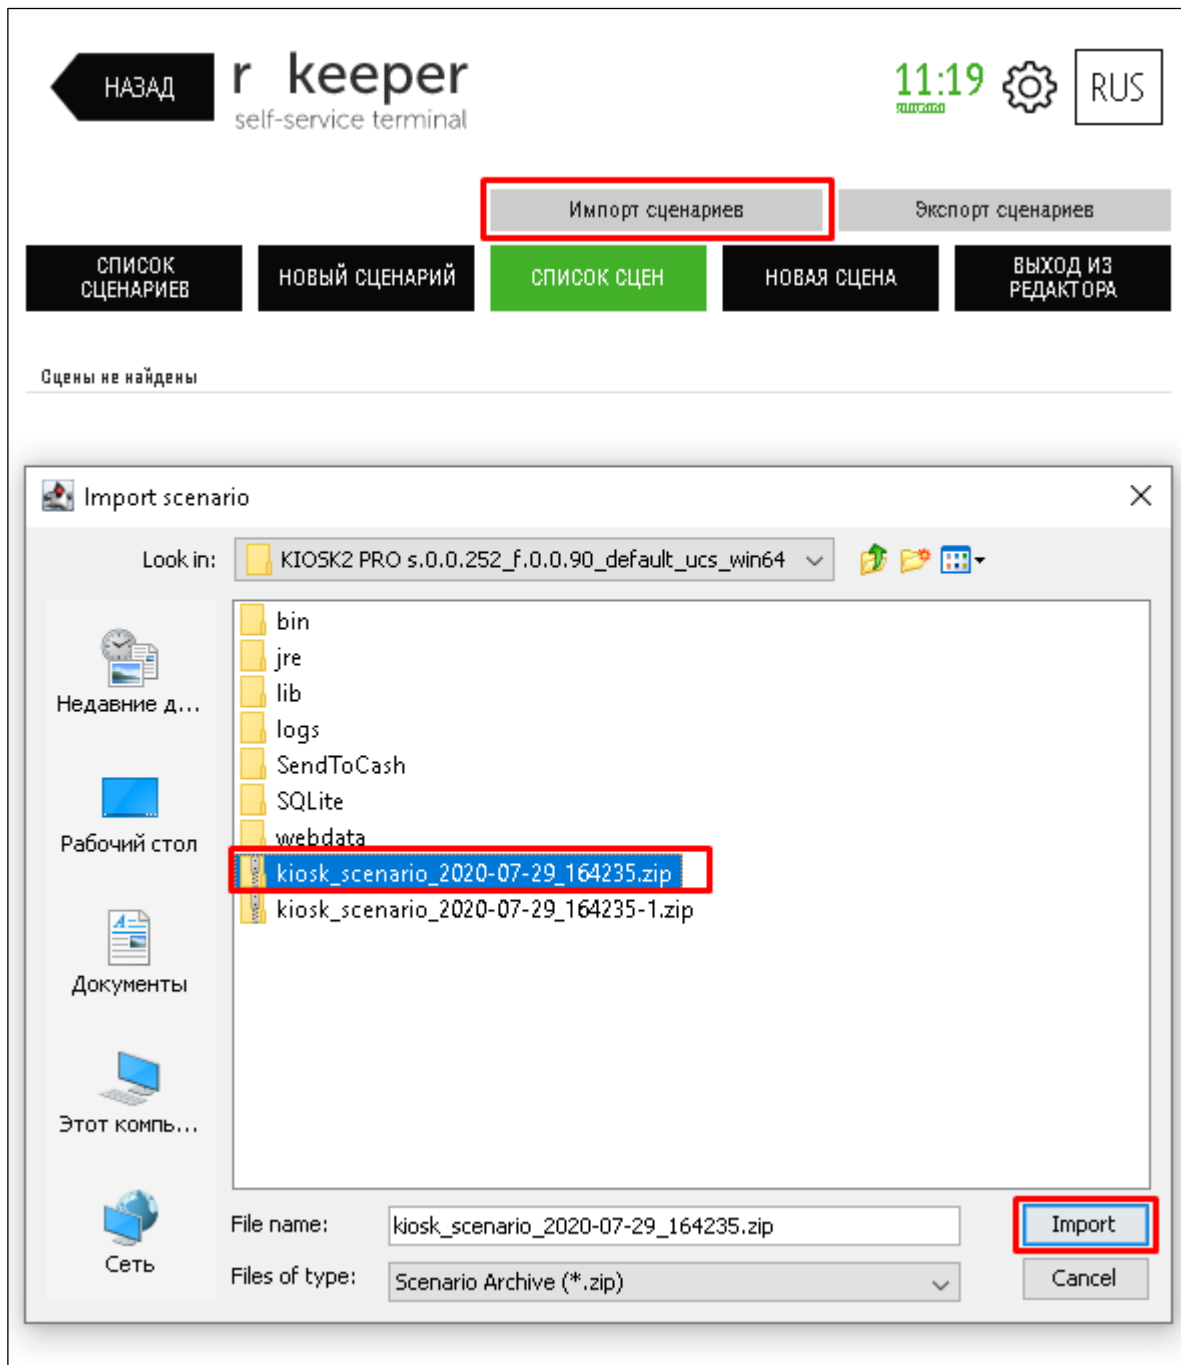 НАЗАД
r keeper
self-service terminal
11:19
RUS
Импорт сценариев
Экспорт сценариев
СПИСОК СЦЕНАРИЕВ
НОВЫЙ СЦЕНАРИЙ
СПИСОК СЦЕН
НОВАЯ СЦЕНА
ВЫХОД ИЗ РЕДАКТОРА
Сцены не найдены
Import scenario
Look in:
KIOSK2 PRO s.0.0.252_f.0.0.90_default_ucs_win64
Недавние д...
Рабочий стол
Документы
Этот компь...
Сеть
bin
jre
lib
logs
SendToCash
SQLite
webdata
kiosk_scenario_2020-07-29_164235.zip
kiosk_scenario_2020-07-29_164235-1.zip
File name:
kiosk_scenario_2020-07-29_164235.zip
Import
Files of type:
Scenario Archive (*.zip)
Cancel